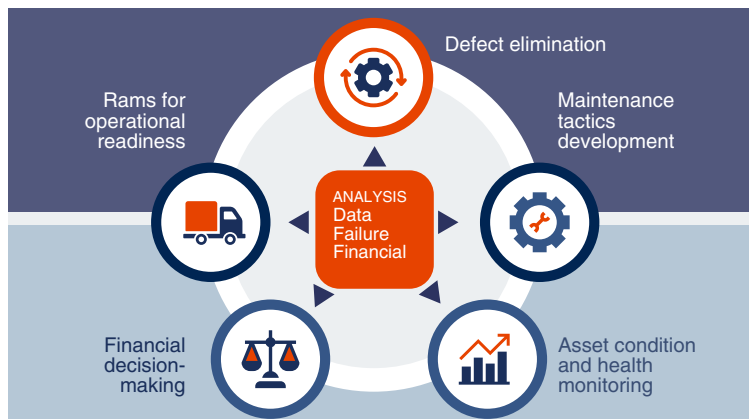 Defect elimination
Rams for
operational
readiness
Maintenance
tactics
development
ANALYSIS
Data
Failure
Financial
Financial
decision-
making
Asset condition
and health
monitoring